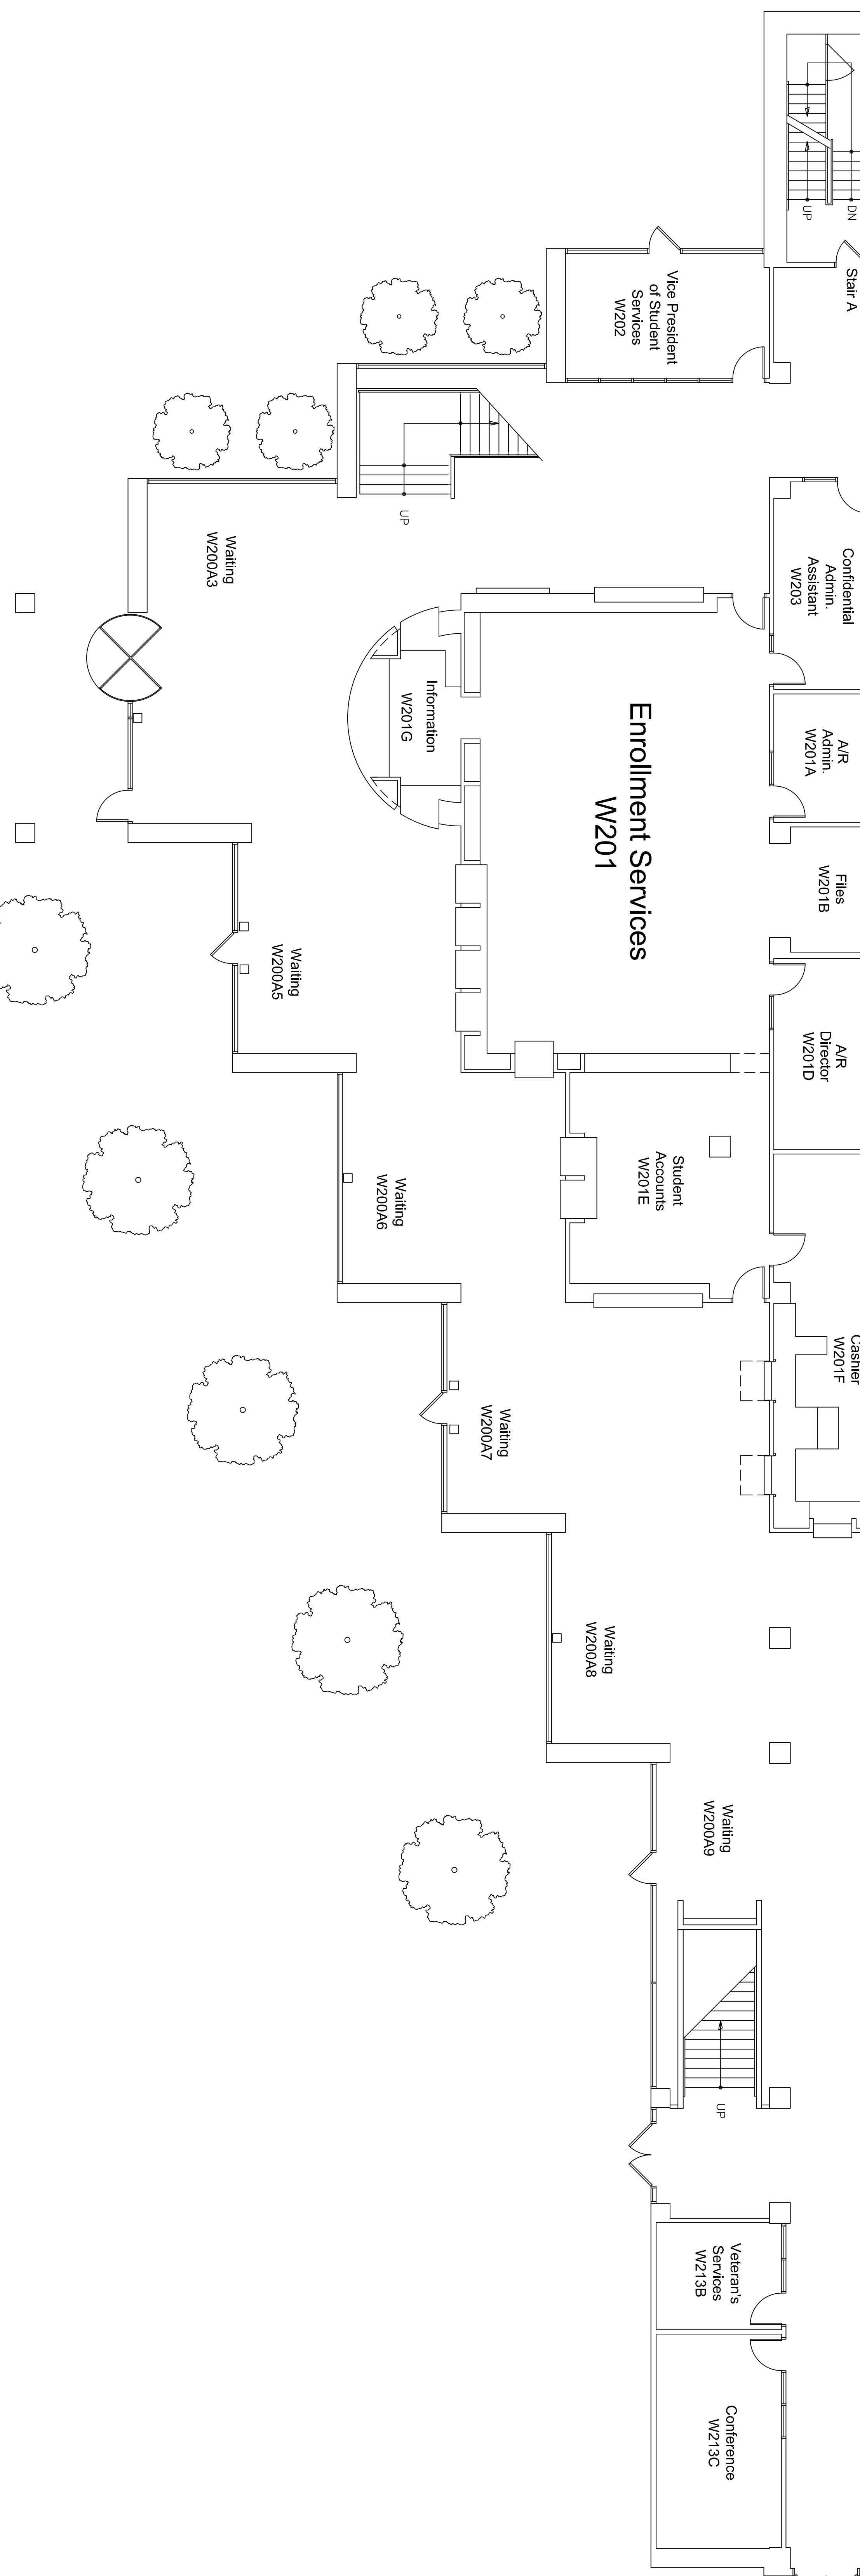 UP
DN
Stair A
Vice President
of Student
Services
W202
UP
Waiting
W200A3
Confidential
Admin.
Assistant
W203
Information
W201G
A/R
Admin.
W201A
Enrollment Services
W201
Files
W201B
Waiting
W200A5
A/R
Director
W201D
Student
Accounts
W201E
Waiting
W200A6
Cashier
W201F
Waiting
W200A7
Waiting
W200A8
Waiting
W200A9
UP
Veteran's
Services
W213B
Conference
W213C